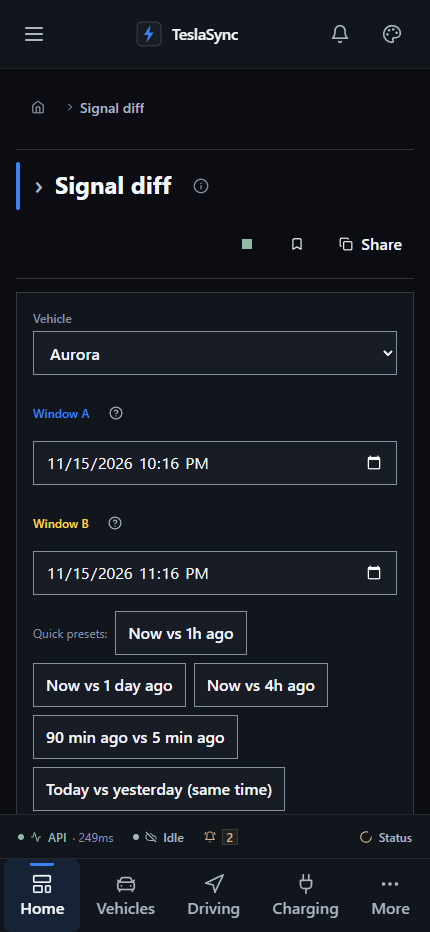 TeslaSync
Signal diff
Signal diff
Share
Vehicle
Aurora
Window A
11/15/2026 10:16 PM
Window B
11/15/2026 11:16 PM
Quick presets: Now vs 1h ago
Now vs 1 day ago Now vs 4h ago
90 min ago vs 5 min ago
Today vs yesterday (same time)
API · 249ms Idle 2 Status
Home Vehicles Driving Charging More